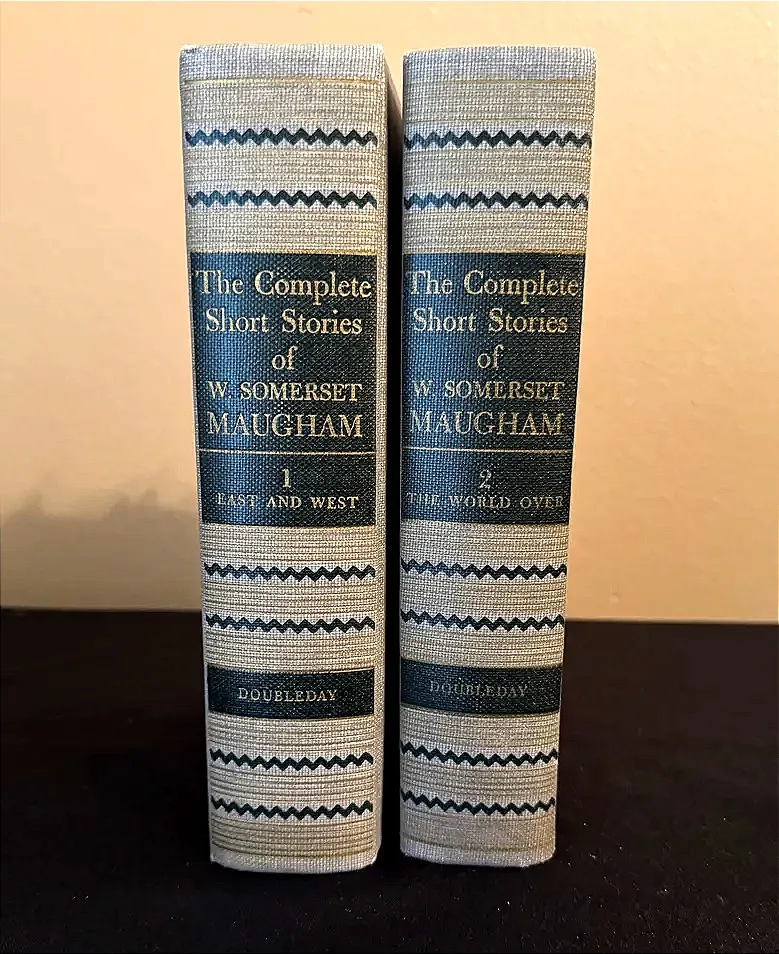 The Complete
Short Stories
of
W. SOMERSET
MAUGHAM
1
EAST AND WEST
DOUBLEDAY
The Complete
Short Stories
of
W. SOMERSET
MAUGHAM
2
THE WORLD OVER
DOUBLEDAY